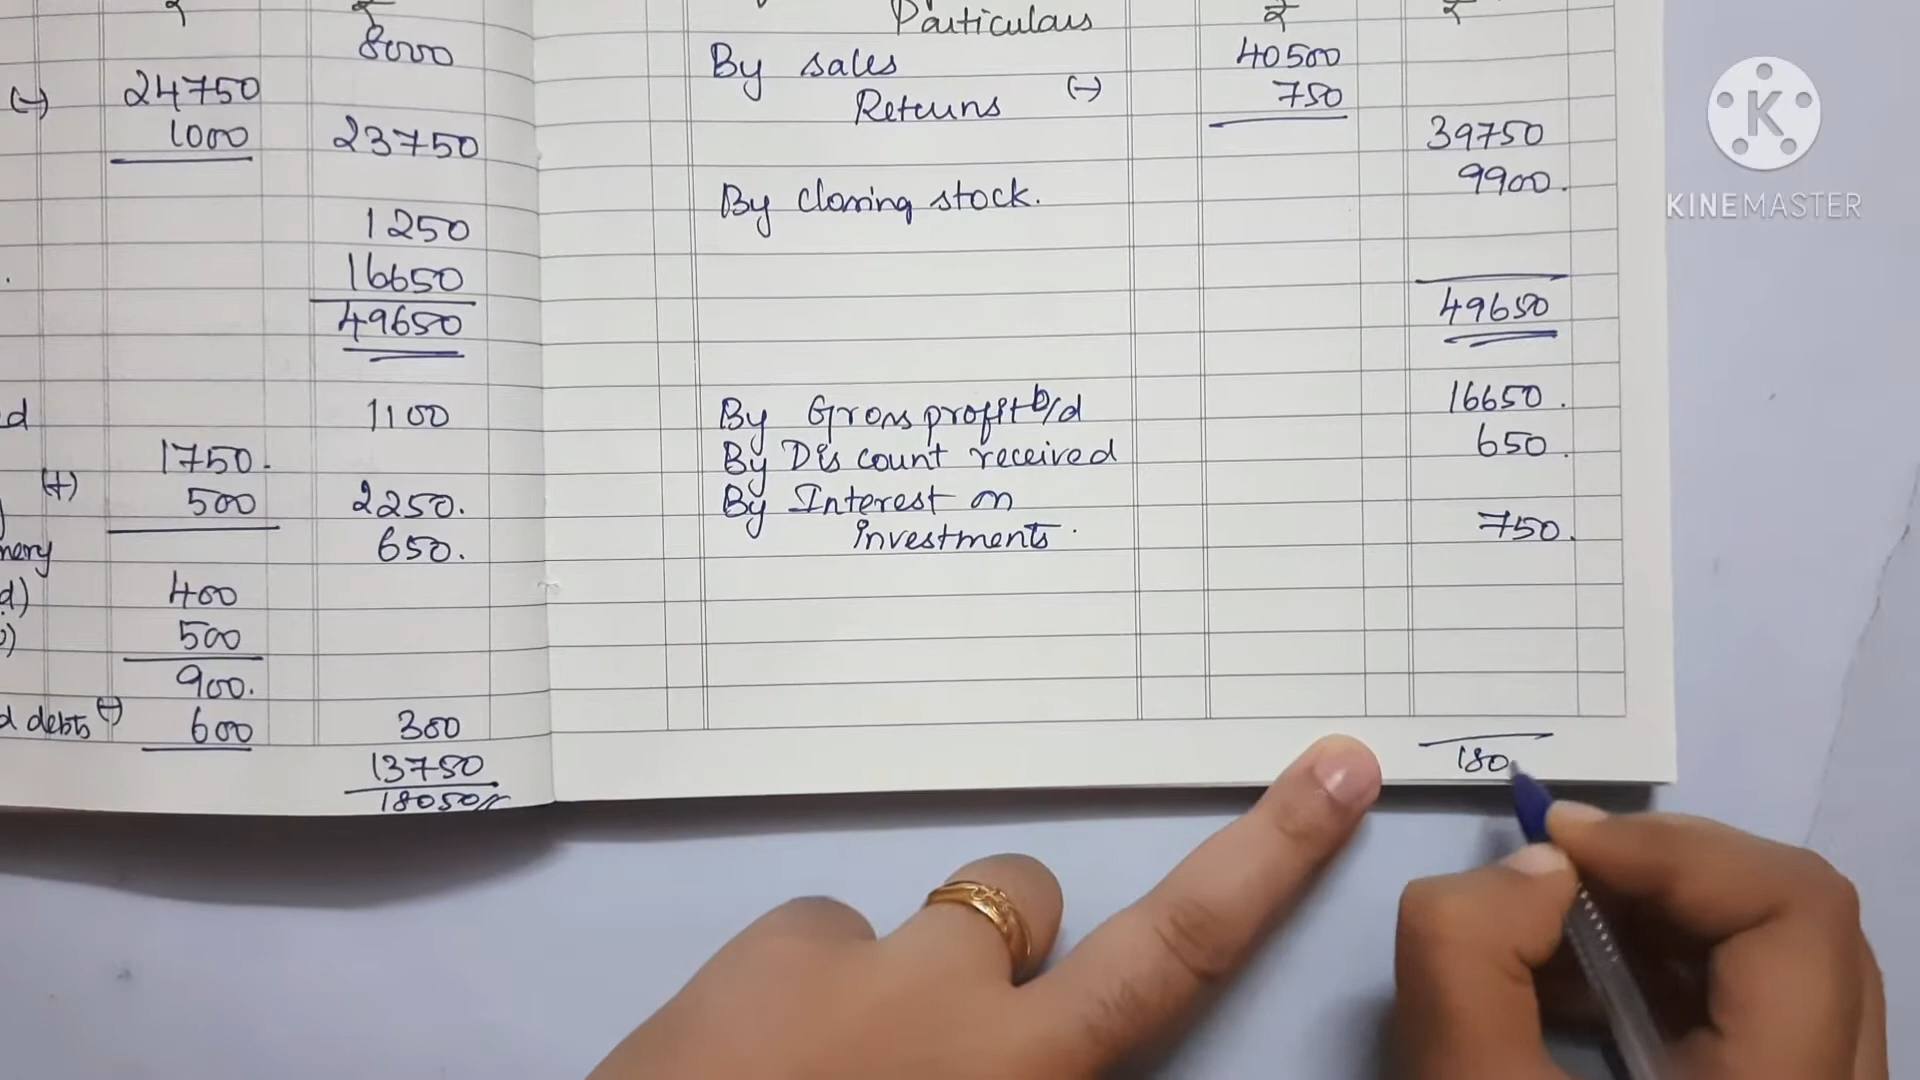 8000
(-) 24750
1000 23750
1250
16650
49650
d 1100
1750.
(+) 500 2250.
nery 650.
d) 400
500
900.
d debts (-) 600 300
13750
18050
Particulars
₹ ₹
By sales 40500
Returns (-) 750
39750
By closing stock. 9900.
49650
By Gross profit b/d 16650.
By Discount received 650.
By Interest on
Investments. 750.
180
K
KINEMASTER